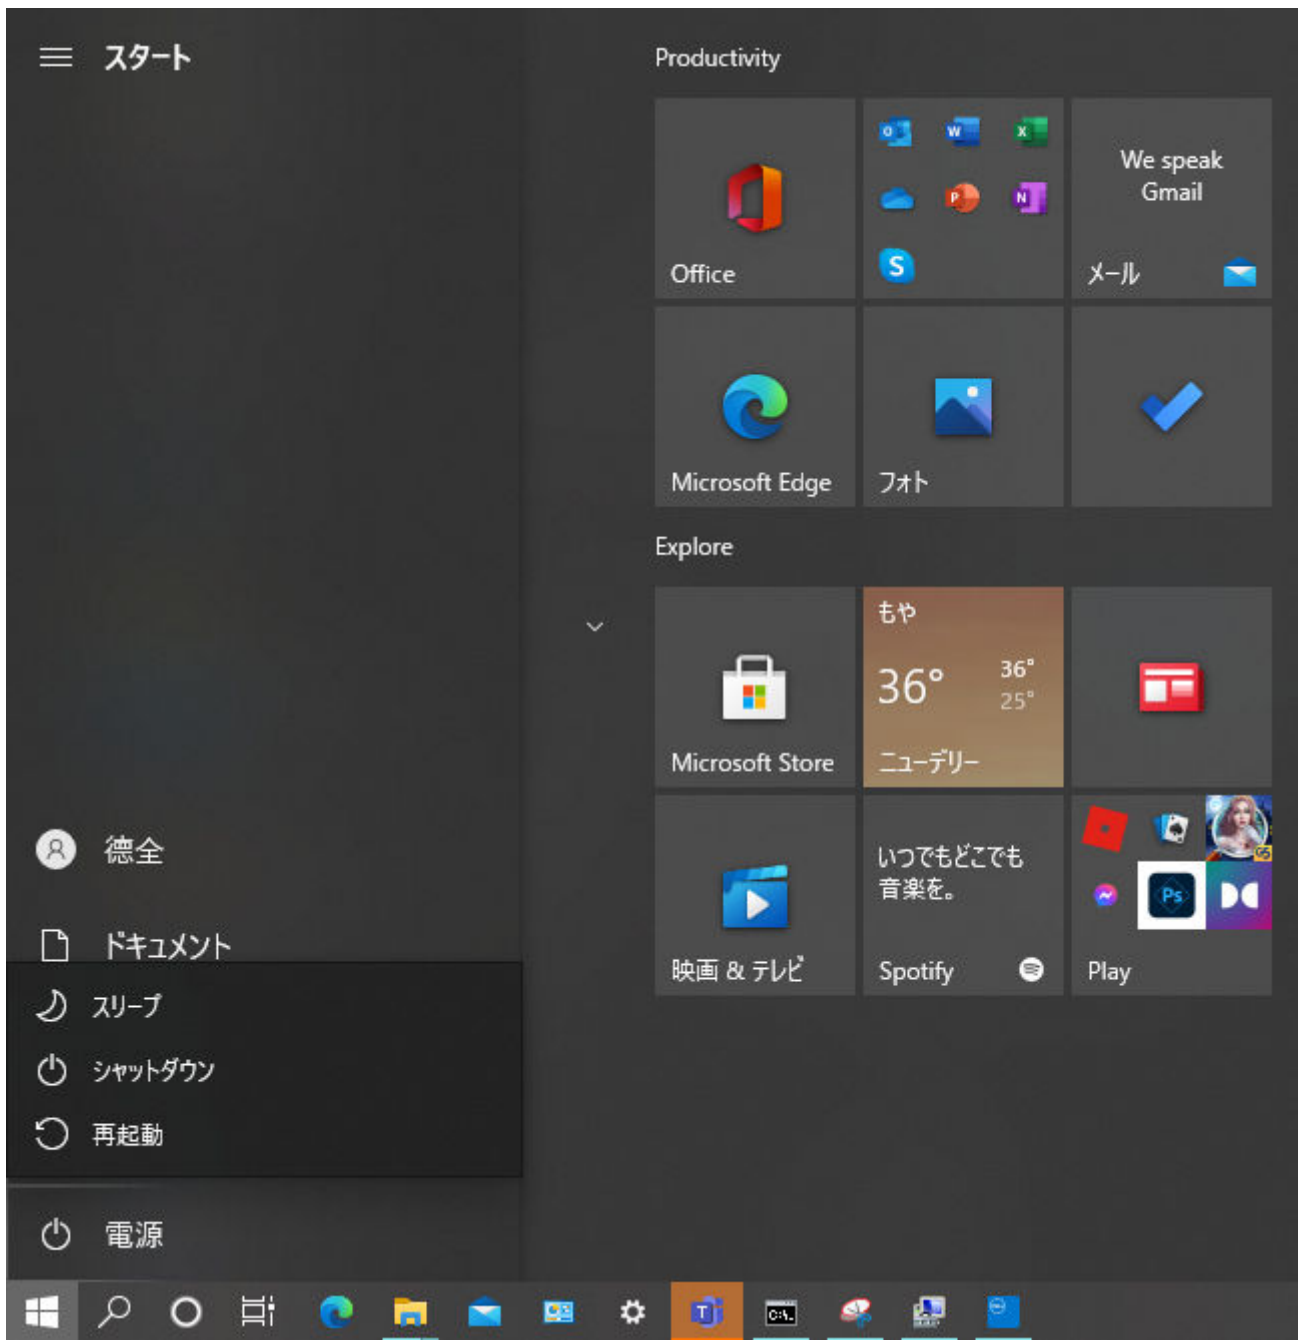 スタート
Productivity
Office
We speak
Gmail
メール
Microsoft Edge
フォト
Explore
Microsoft Store
もや
36°
36°
25°
ニューデリー
映画 & テレビ
いつでもどこでも
音楽を。
Spotify
Play
德全
ドキュメント
スリープ
シャットダウン
再起動
電源